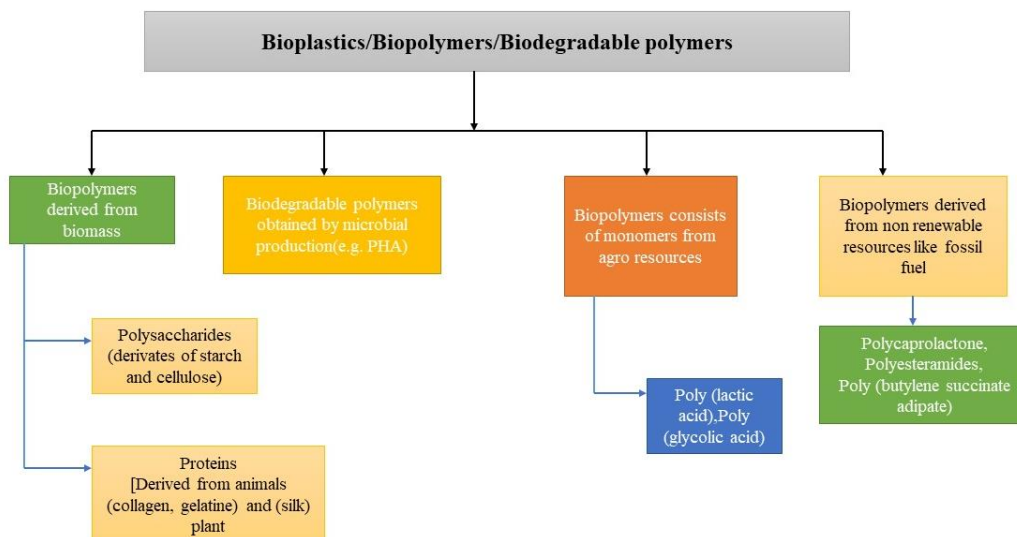 Bioplastics/Biopolymers/Biodegradable polymers
Biopolymers
derived from
biomass
Biodegradable polymers
obtained by microbial
production(e.g. PHA)
Biopolymers consists
of monomers from
agro resources
Biopolymers derived
from non renewable
resources like fossil
fuel
Polysaccharides
(derivates of starch
and cellulose)
Poly (lactic
acid),Poly
(glycolic acid)
Polycaprolactone,
Polyesteramides,
Poly (butylene succinate
adipate)
Proteins
[Derived from animals
(collagen, gelatine) and (silk)
plant